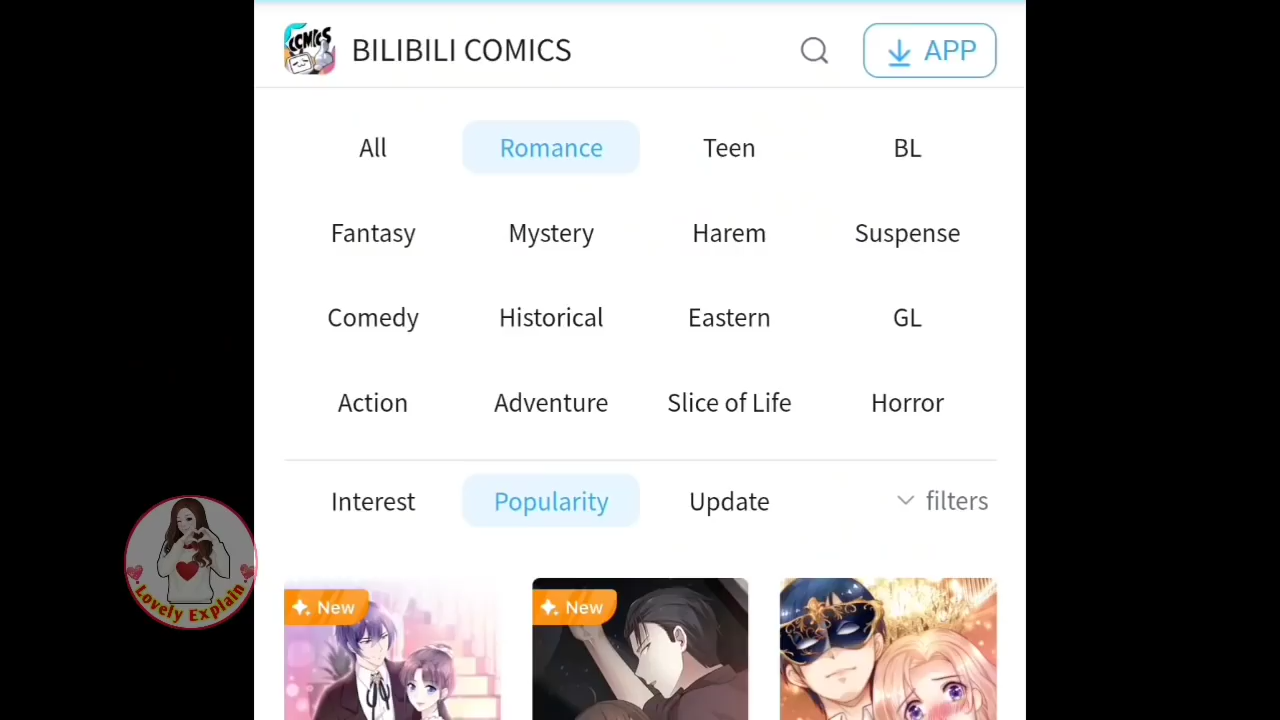 COMICS
BILIBILI COMICS
APP
All Romance Teen BL
Fantasy Mystery Harem Suspense
Comedy Historical Eastern GL
Action Adventure Slice of Life Horror
Interest Popularity Update filters
New New
Lovely Explain